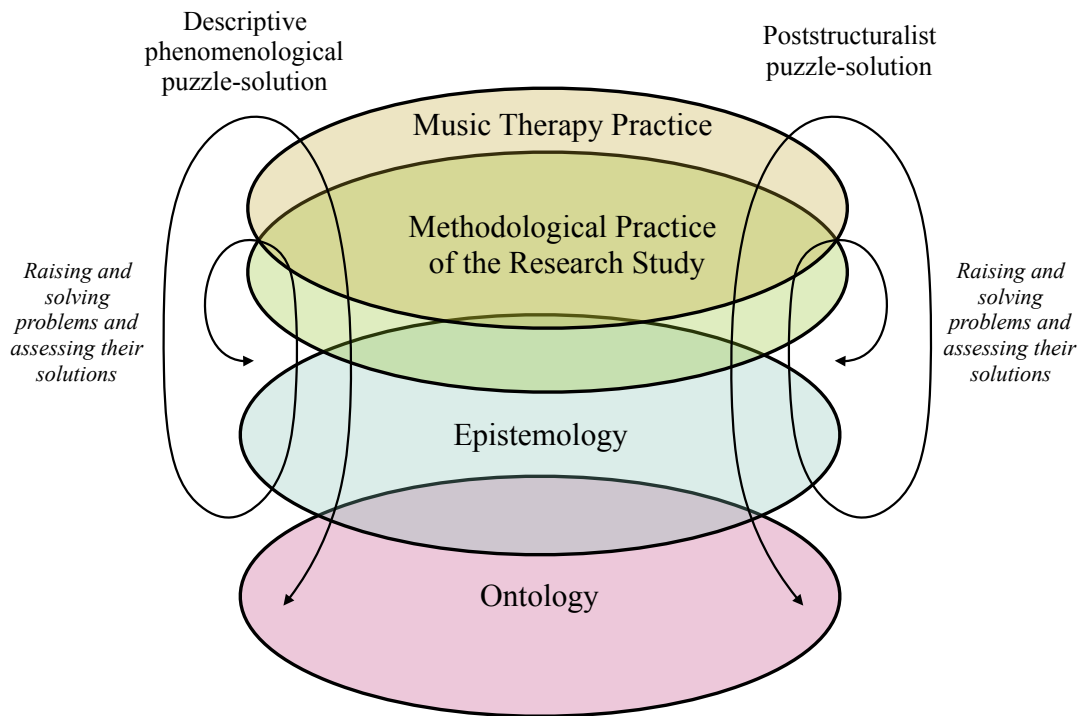 Descriptive
phenomenological
puzzle-solution
Poststructuralist
puzzle-solution
Music Therapy Practice
Methodological Practice
of the Research Study
Raising and
solving
problems and
assessing their
solutions
Raising and
solving
problems and
assessing their
solutions
Epistemology
Ontology